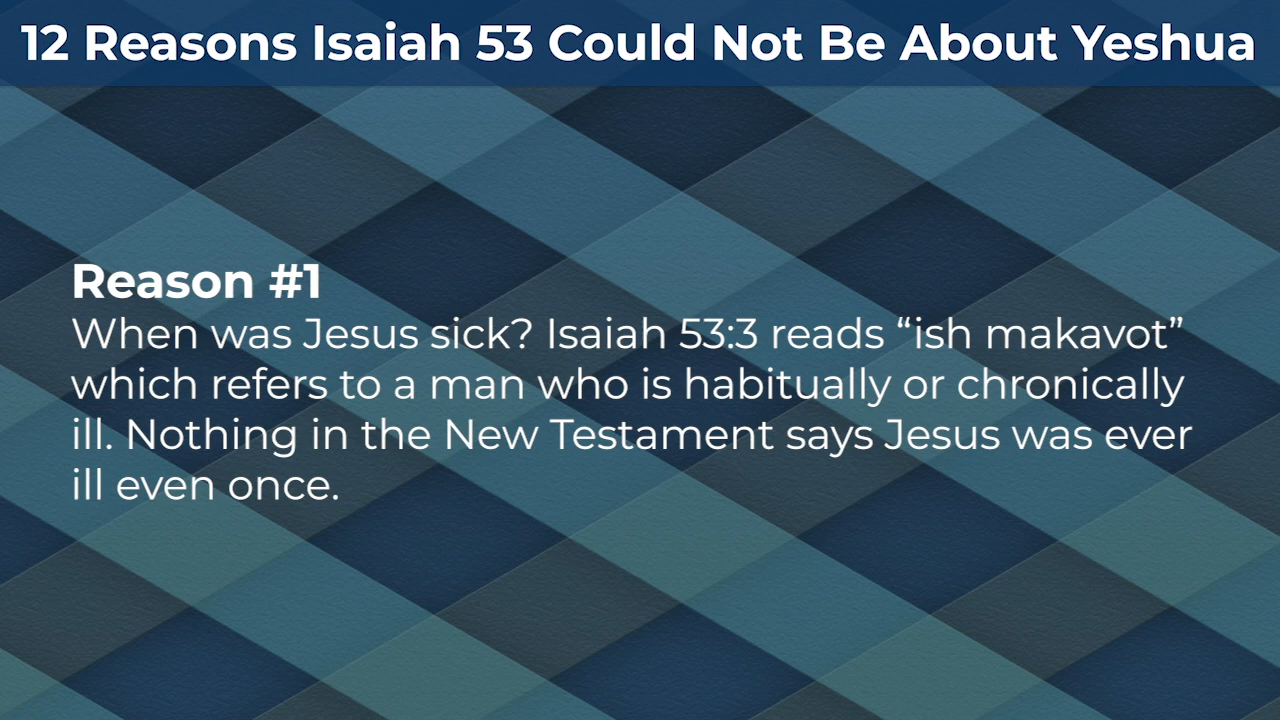 12 Reasons Isaiah 53 Could Not Be About Yeshua
Reason #1
When was Jesus sick? Isaiah 53:3 reads “ish makavot”
which refers to a man who is habitually or chronically
ill. Nothing in the New Testament says Jesus was ever
ill even once.